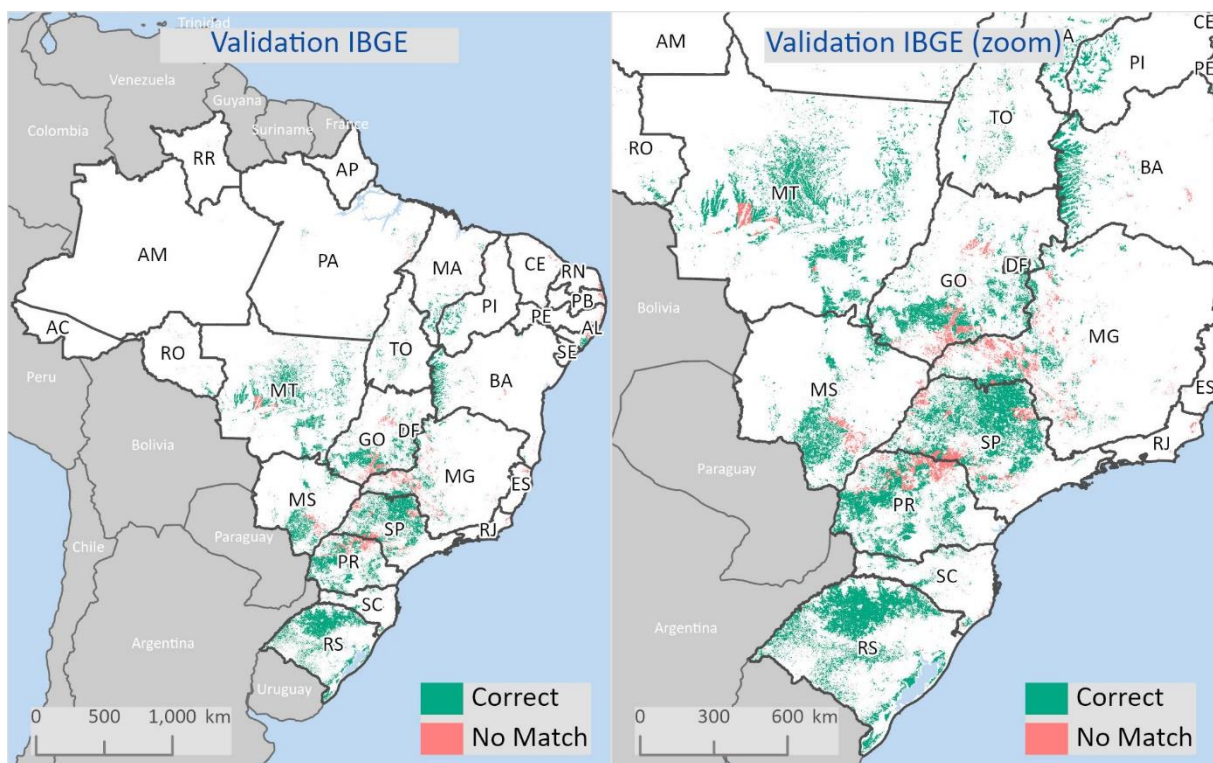 Validation IBGE
Trinidad
Venezuela
Guyana
Suriname
France
Colombia
RR
AP
AM
PA
MA
CE
RN
PB
PI
PE
AL
SE
AC
RO
TO
BA
Peru
MT
Bolivia
GO
DF
MG
ES
MS
SP
RJ
Paraguay
Chile
PR
SC
Argentina
RS
Uruguay
Correct
No Match
0 500 1,000 km
Validation IBGE (zoom)
AM
A
CE
PI
PE
TO
RO
BA
MT
Bolivia
GO
DF
MG
MS
ES
SP
RJ
Paraguay
PR
SC
Argentina
RS
Correct
No Match
0 300 600 km